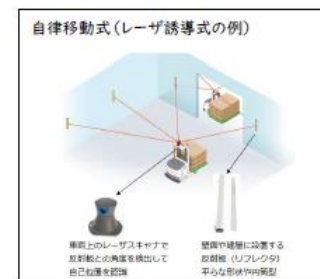 自律移動式(レーザ誘導式の例)
車両上のレーザスキャナで
反射板との角度を検出して
自己位置を認識
壁面や建屋に設置する
反射板(リフレクタ)
平らな形状や円筒型